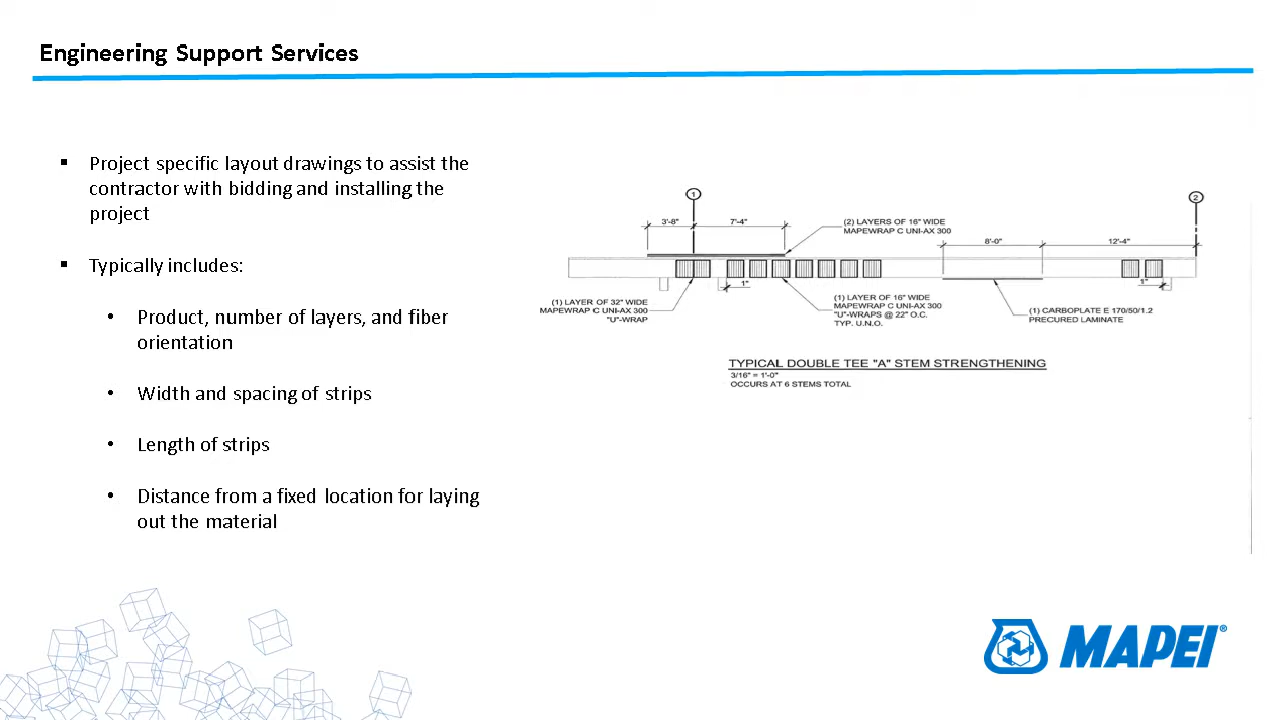 Engineering Support Services
▪ Project specific layout drawings to assist the
contractor with bidding and installing the
project
▪ Typically includes:
• Product, number of layers, and fiber
orientation
• Width and spacing of strips
• Length of strips
• Distance from a fixed location for laying
out the material
1
2
3'-8"
7'-4"
(2) LAYERS OF 16" WIDE
MAPEWRAP C UNI-AX 300
8'-0"
12'-4"
1"
1"
(1) LAYER OF 32" WIDE
MAPEWRAP C UNI-AX 300
"U"-WRAP
(1) LAYER OF 16" WIDE
MAPEWRAP C UNI-AX 300
"U"-WRAPS @ 22" O.C.
TYP. U.N.O.
(1) CARBOPLATE E 170/50/1.2
PRECURED LAMINATE
TYPICAL DOUBLE TEE "A" STEM STRENGTHENING
3/16" = 1'-0"
OCCURS AT 6 STEMS TOTAL
MAPEI®